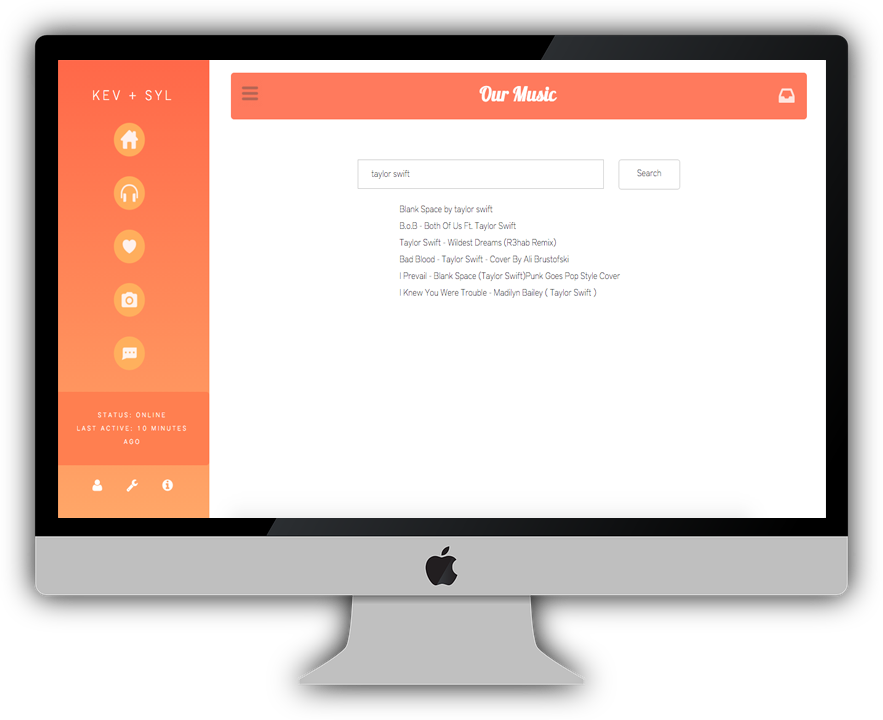 KEV + SYL
STATUS: ONLINE
LAST ACTIVE: 10 MINUTES
AGO
Our Music
taylor swift
Search
Blank Space by taylor swift
B.o.B - Both Of Us Ft. Taylor Swift
Taylor Swift - Wildest Dreams (R3hab Remix)
Bad Blood - Taylor Swift - Cover By Ali Brustofski
I Prevail - Blank Space (Taylor Swift)Punk Goes Pop Style Cover
I Knew You Were Trouble - Madilyn Bailey ( Taylor Swift )